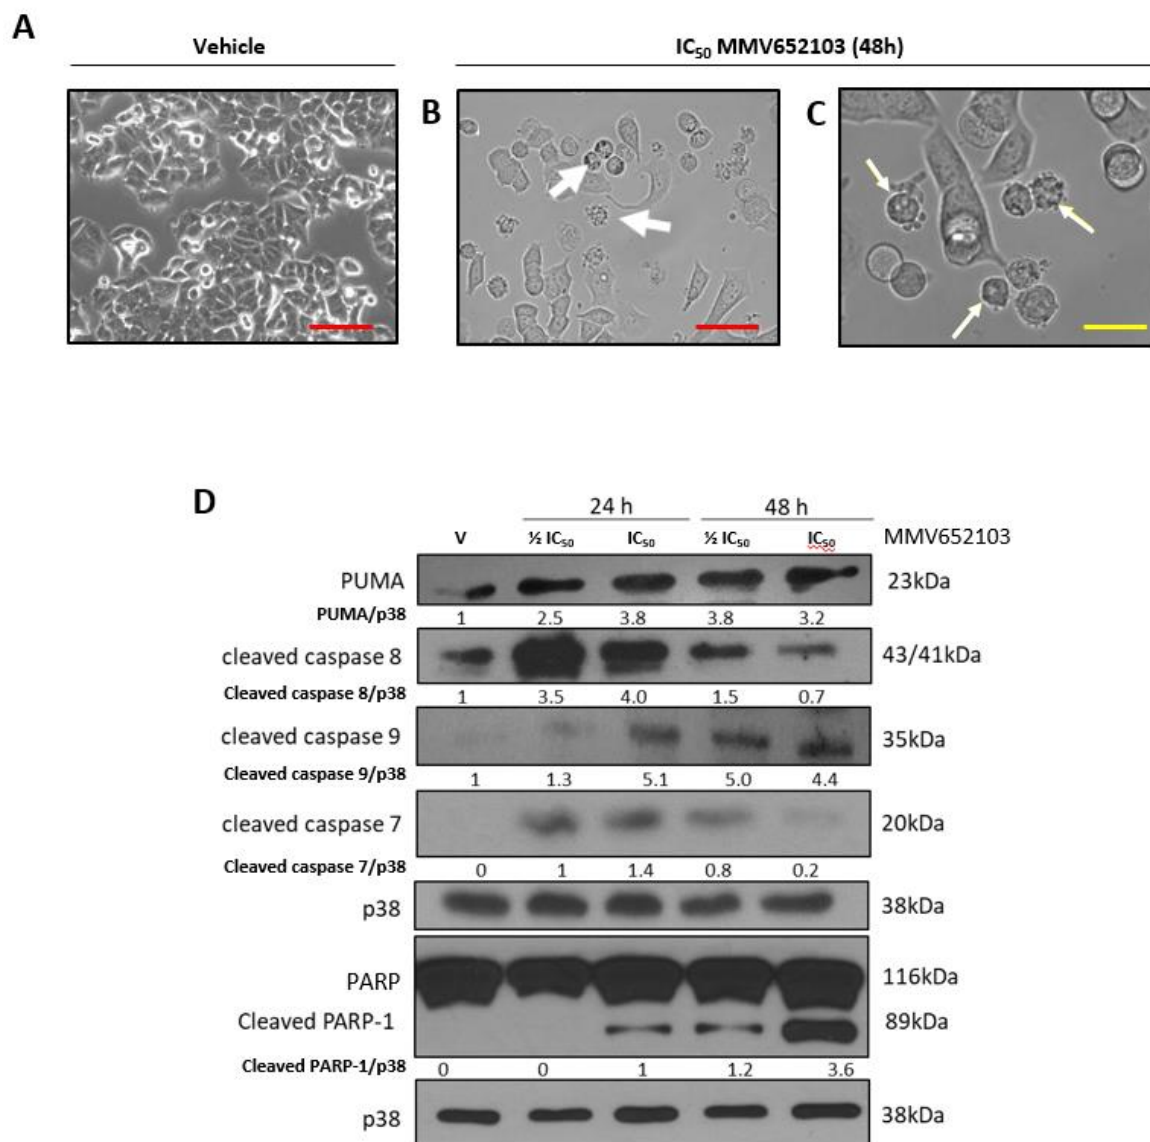 A
Vehicle
IC50 MMV652103 (48h)
B
C
D
24 h
48 h
V
½ IC50
IC50
½ IC50
IC50
MMV652103
PUMA
23kDa
PUMA/p38
1
2.5
3.8
3.8
3.2
cleaved caspase 8
43/41kDa
Cleaved caspase 8/p38
1
3.5
4.0
1.5
0.7
cleaved caspase 9
35kDa
Cleaved caspase 9/p38
1
1.3
5.1
5.0
4.4
cleaved caspase 7
20kDa
Cleaved caspase 7/p38
0
1
1.4
0.8
0.2
p38
38kDa
PARP
116kDa
Cleaved PARP-1
89kDa
Cleaved PARP-1/p38
0
0
1
1.2
3.6
p38
38kDa